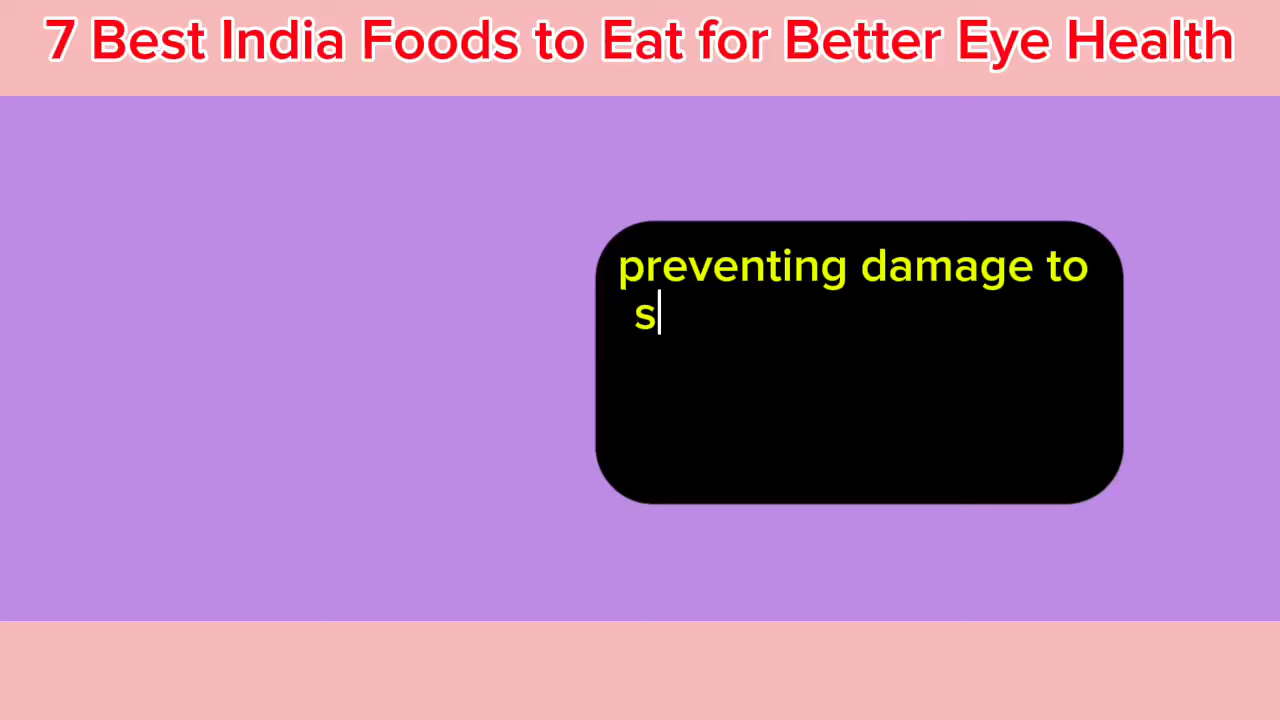 7 Best India Foods to Eat for Better Eye Health
preventing damage to
s